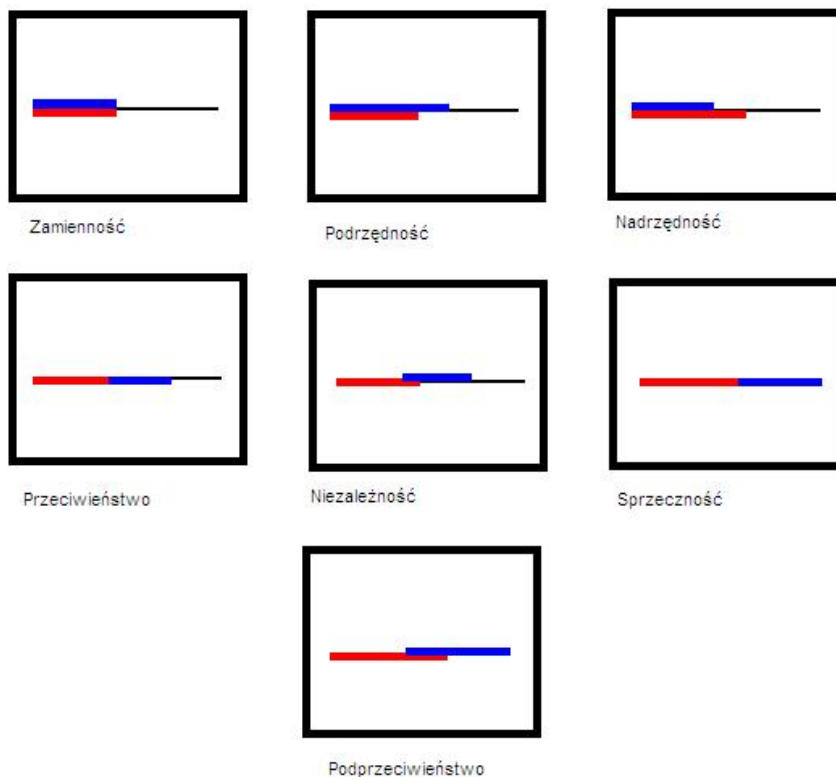 Zamienność
Podrzędność
Nadrzędność
Przeciwieństwo
Niezależność
Sprzeczność
Podprzeciwieństwo